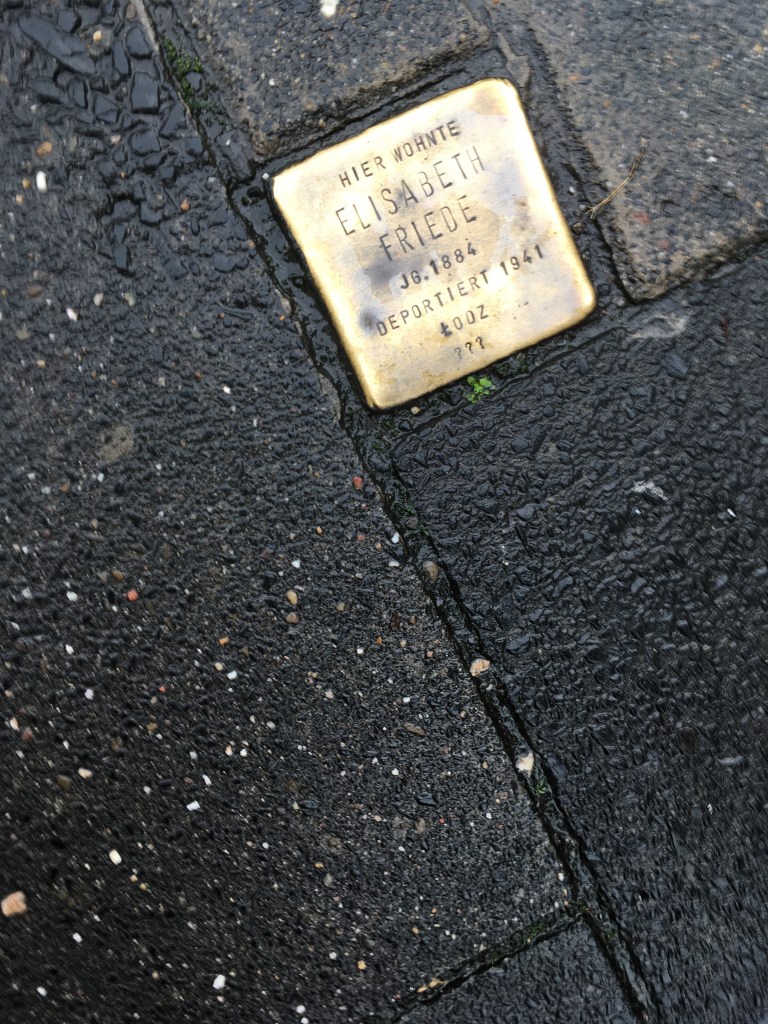 HIER WOHNTE
ELISABETH
FRIEDE
JG. 1884
DEPORTIERT 1941
ŁODZ
???